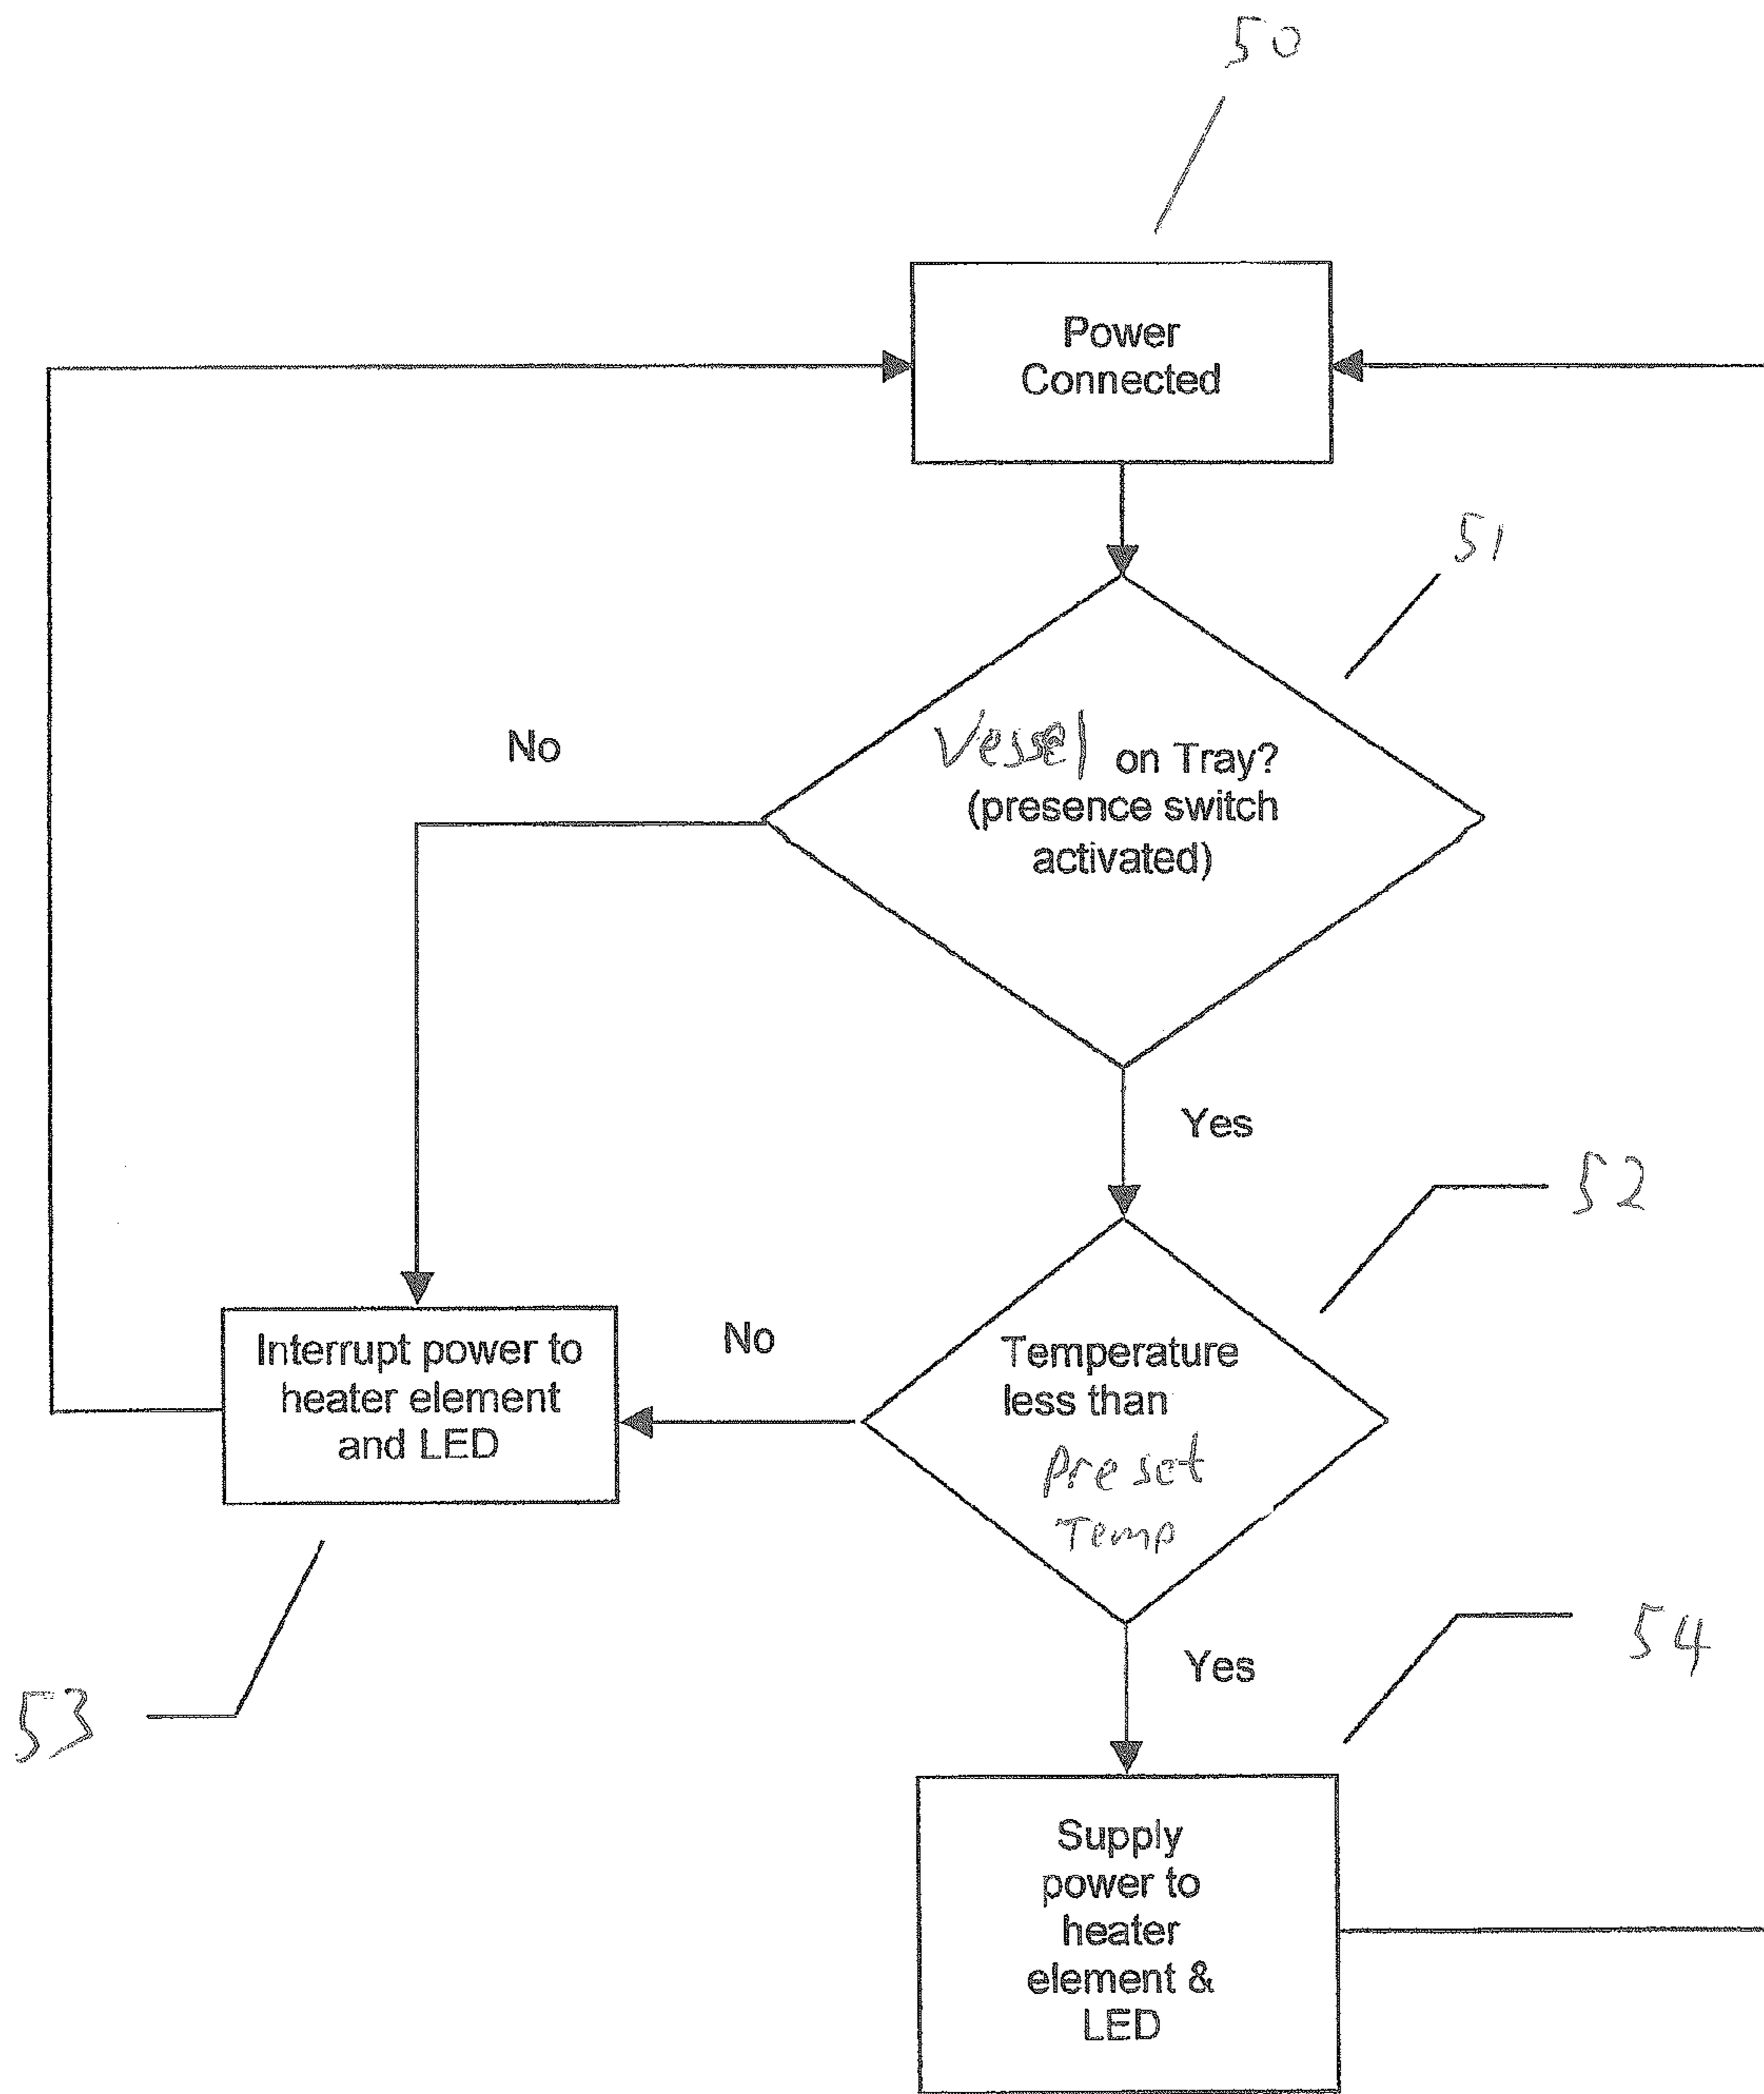 50
Power
Connected
51
No
Vessel on Tray?
(presence switch
activated)
Yes
52
Interrupt power to
heater element
and LED
No
Temperature
less than
Preset
Temp
54
Yes
53
Supply
power to
heater
element &
LED